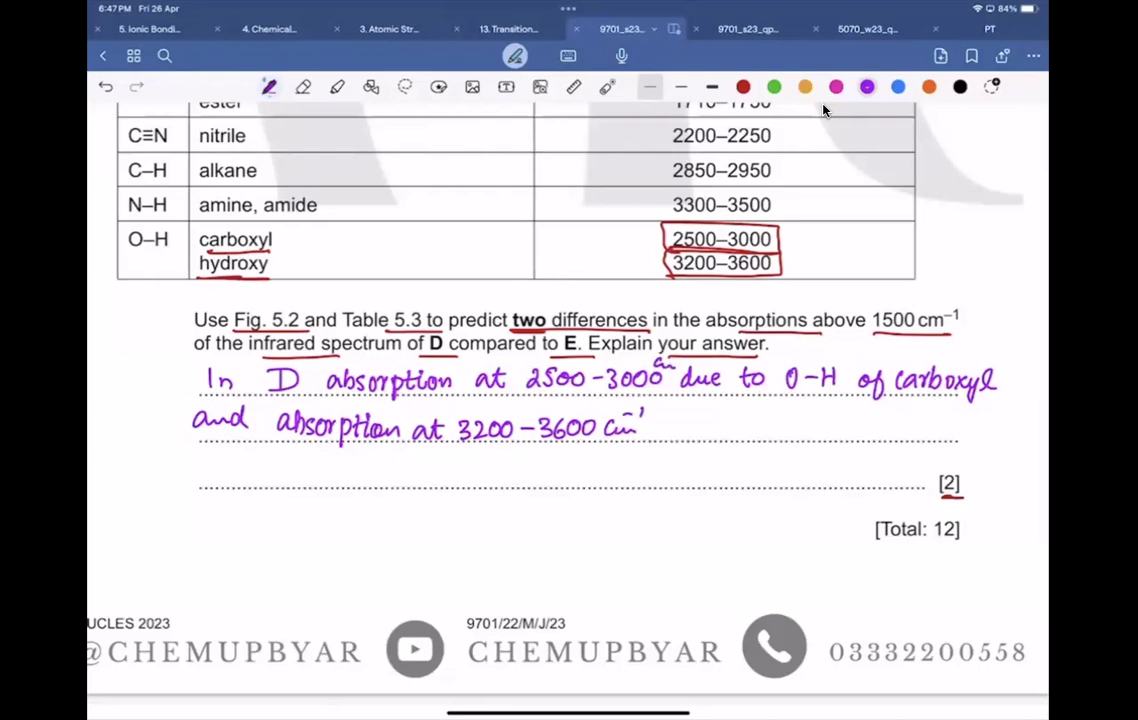 6:47PM Fri 26 Apr
84%
5. Ionic Bondi... 4. Chemical... 3. Atomic Str... 13. Transition... 9701_s23... 9701_s23_qp... 5070_w23_q... PT
ester 1710–1750
C≡N nitrile 2200–2250
C–H alkane 2850–2950
N–H amine, amide 3300–3500
O–H carboxyl 2500–3000
hydroxy 3200–3600
Use Fig. 5.2 and Table 5.3 to predict two differences in the absorptions above 1500 cm⁻¹
of the infrared spectrum of D compared to E. Explain your answer.
In D absorption at 2500-3000 cm⁻ due to O-H of carboxyl
and absorption at 3200-3600 cm⁻¹
[2]
[Total: 12]
UCLES 2023 9701/22/M/J/23
@CHEMUPBYAR CHEMUPBYAR 03332200558